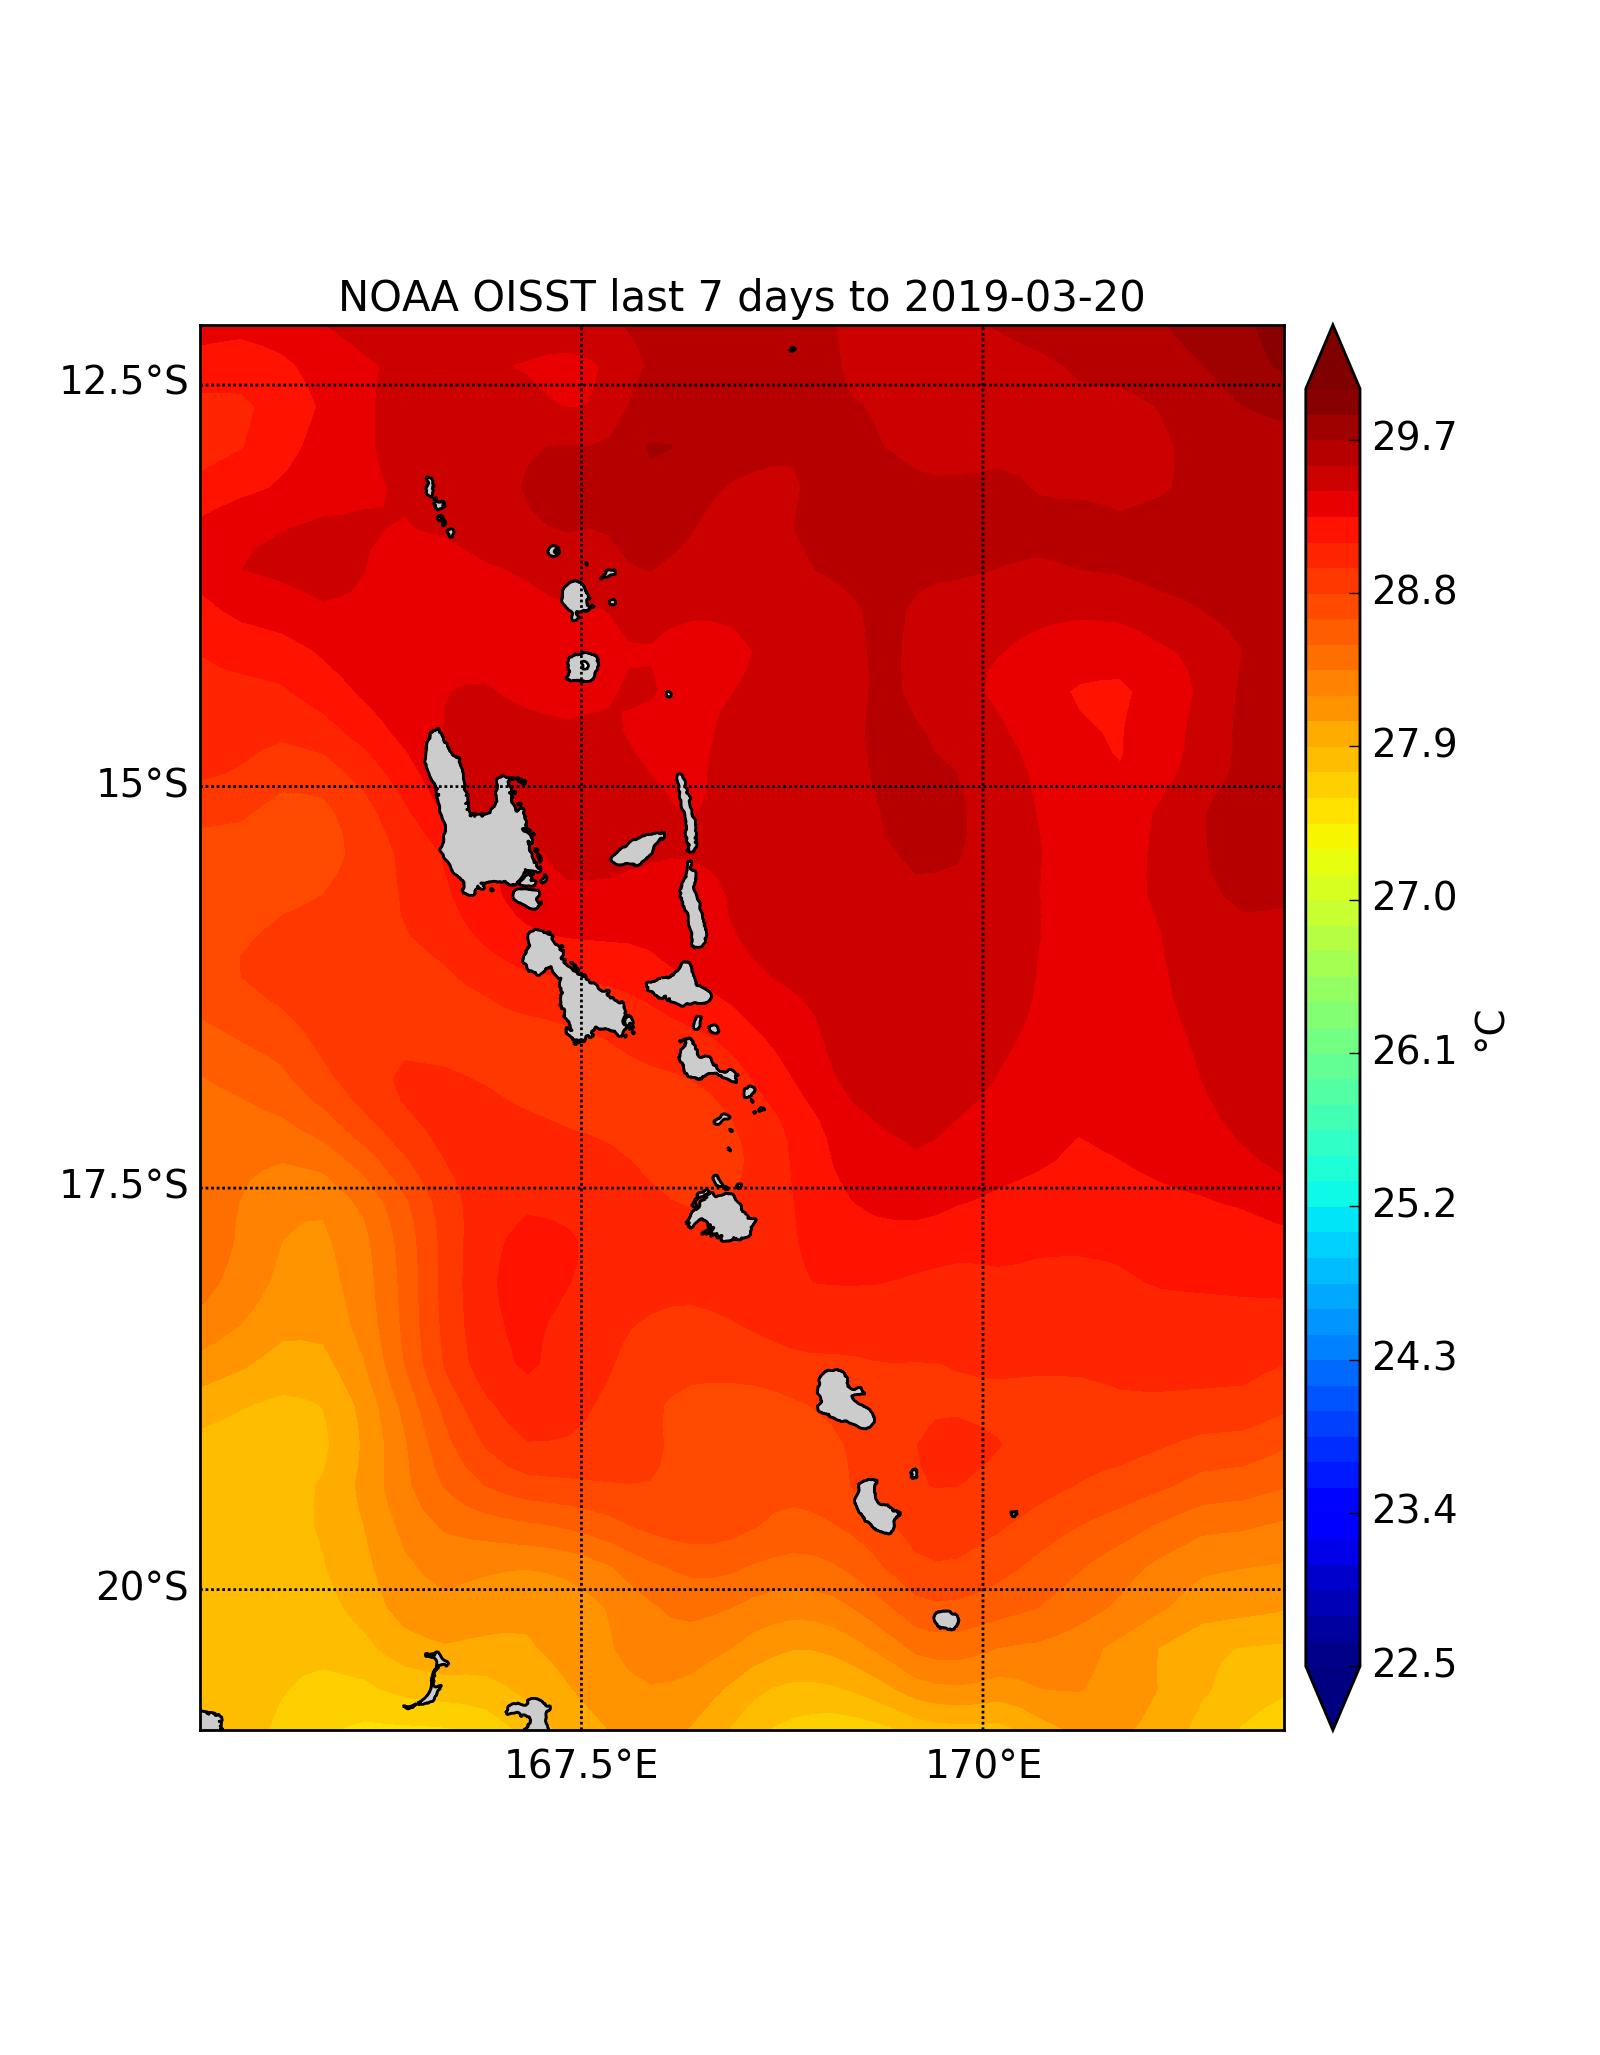 NOAA OISST last 7 days to 2019-03-20
12.5°S
15°S
17.5°S
20°S
167.5°E
170°E
29.7
28.8
27.9
27.0
26.1
25.2
24.3
23.4
22.5
°C